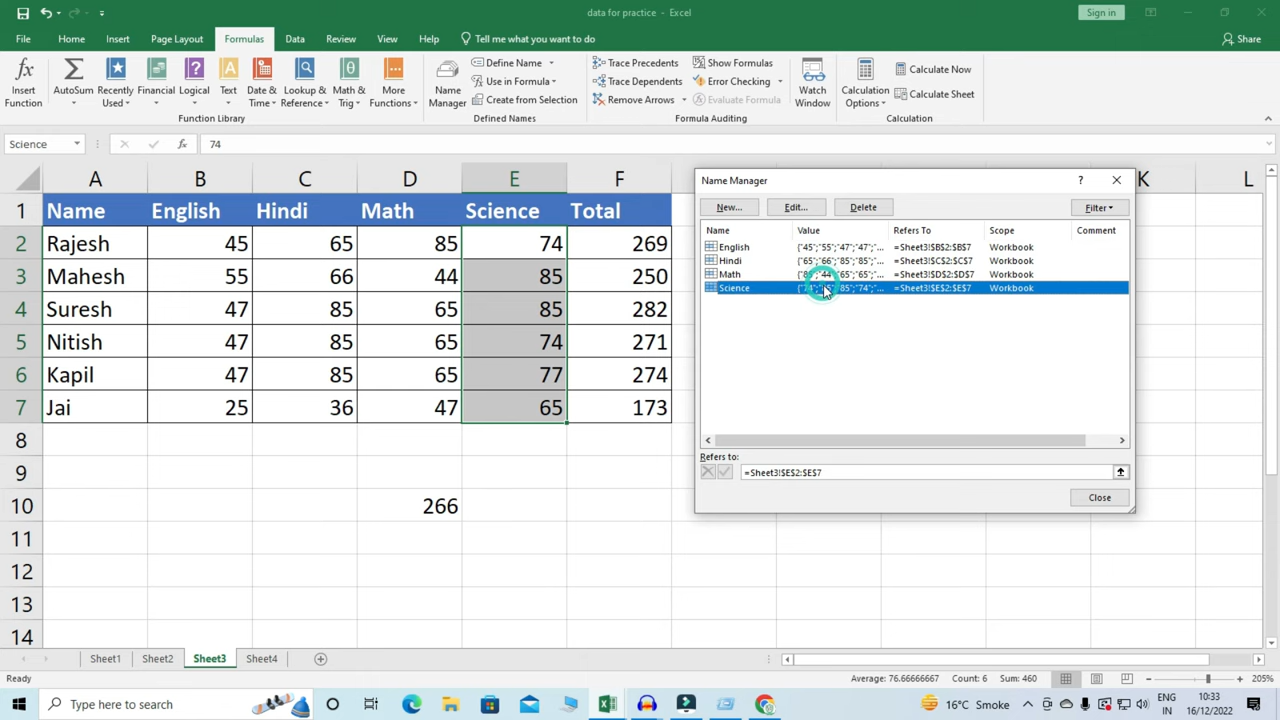 data for practice - Excel
Sign in
File Home Insert Page Layout Formulas Data Review View Help Tell me what you want to do Share
Insert Function
AutoSum
Recently Used
Financial
Logical
Text
Date & Time
Lookup & Reference
Math & Trig
More Functions
Function Library
Name Manager
Define Name
Use in Formula
Create from Selection
Defined Names
Trace Precedents
Trace Dependents
Remove Arrows
Show Formulas
Error Checking
Evaluate Formula
Formula Auditing
Watch Window
Calculation Options
Calculate Now
Calculate Sheet
Calculation
Science fx 74
A B C D E F K L
1 Name English Hindi Math Science Total
2 Rajesh 45 65 85 74 269
3 Mahesh 55 66 44 85 250
4 Suresh 47 85 65 85 282
5 Nitish 47 85 65 74 271
6 Kapil 47 85 65 77 274
7 Jai 25 36 47 65 173
8
9
10 266
11
12
13
14
Name Manager ?
New... Edit... Delete Filter
Name Value Refers To Scope Comment
English {"45";"55";"47";"47";"... =Sheet3!$B$2:$B$7 Workbook
Hindi {"65";"66";"85";"85";"... =Sheet3!$C$2:$C$7 Workbook
Math "44";"65";"65";"... =Sheet3!$D$2:$D$7 Workbook
Science "85";"74";"... =Sheet3!$E$2:$E$7 Workbook
Refers to:
=Sheet3!$E$2:$E$7
Close
Sheet1 Sheet2 Sheet3 Sheet4
Ready Average: 76.66666667 Count: 6 Sum: 460 205%
Type here to search 16°C Smoke ENG IN 10:33 16/12/2022